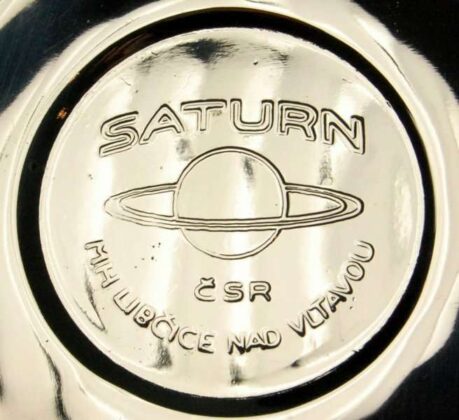 SATURN
ČSR
MH LIBČICE NAD VLTAVOU